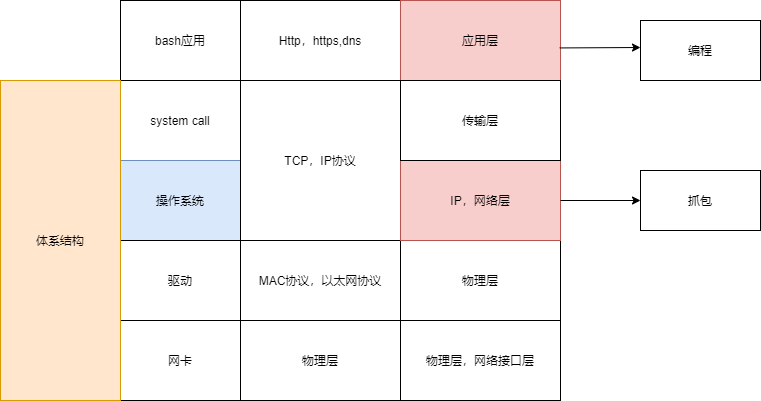 bash应用
Http，https,dns
应用层
编程
system call
传输层
TCP，IP协议
操作系统
IP，网络层
抓包
体系结构
驱动
MAC协议，以太网协议
物理层
网卡
物理层
物理层，网络接口层